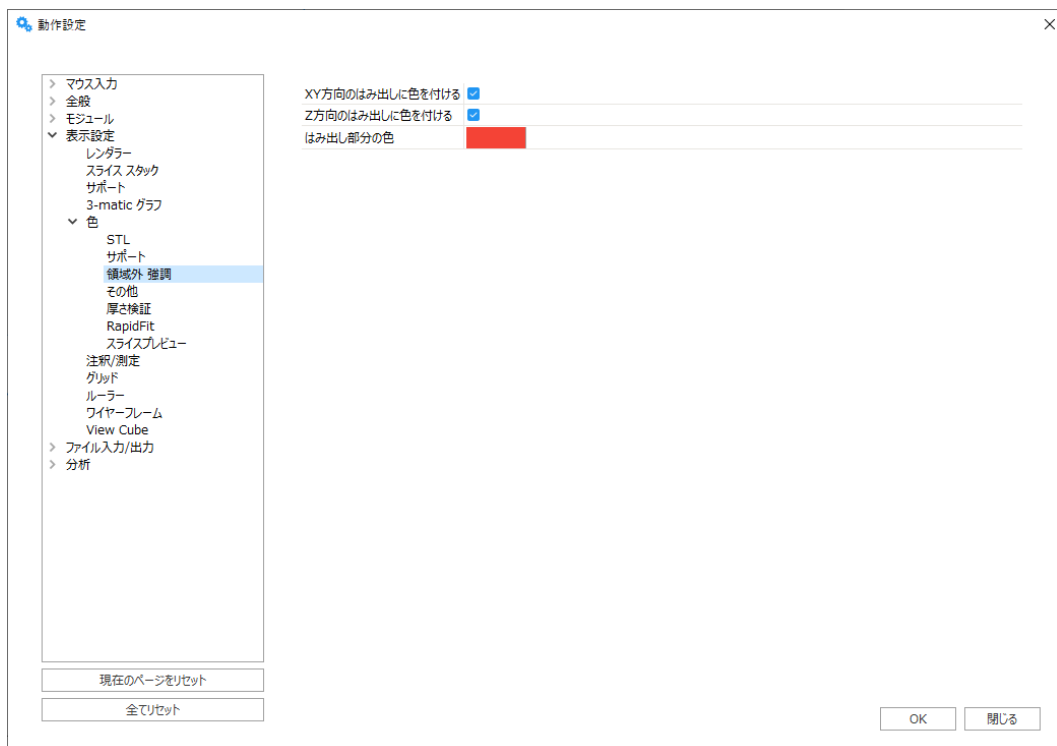 動作設定
マウス入力
全般
モジュール
表示設定
レンダラー
スライス スタック
サポート
3-matic グラフ
色
STL
サポート
領域外 強調
その他
厚さ検証
RapidFit
スライスプレビュー
注釈/測定
グリッド
ルーラー
ワイヤーフレーム
View Cube
ファイル入力/出力
分析
現在のページをリセット
全てリセット
XY方向のはみ出しに色を付ける
Z方向のはみ出しに色を付ける
はみ出し部分の色
OK
閉じる